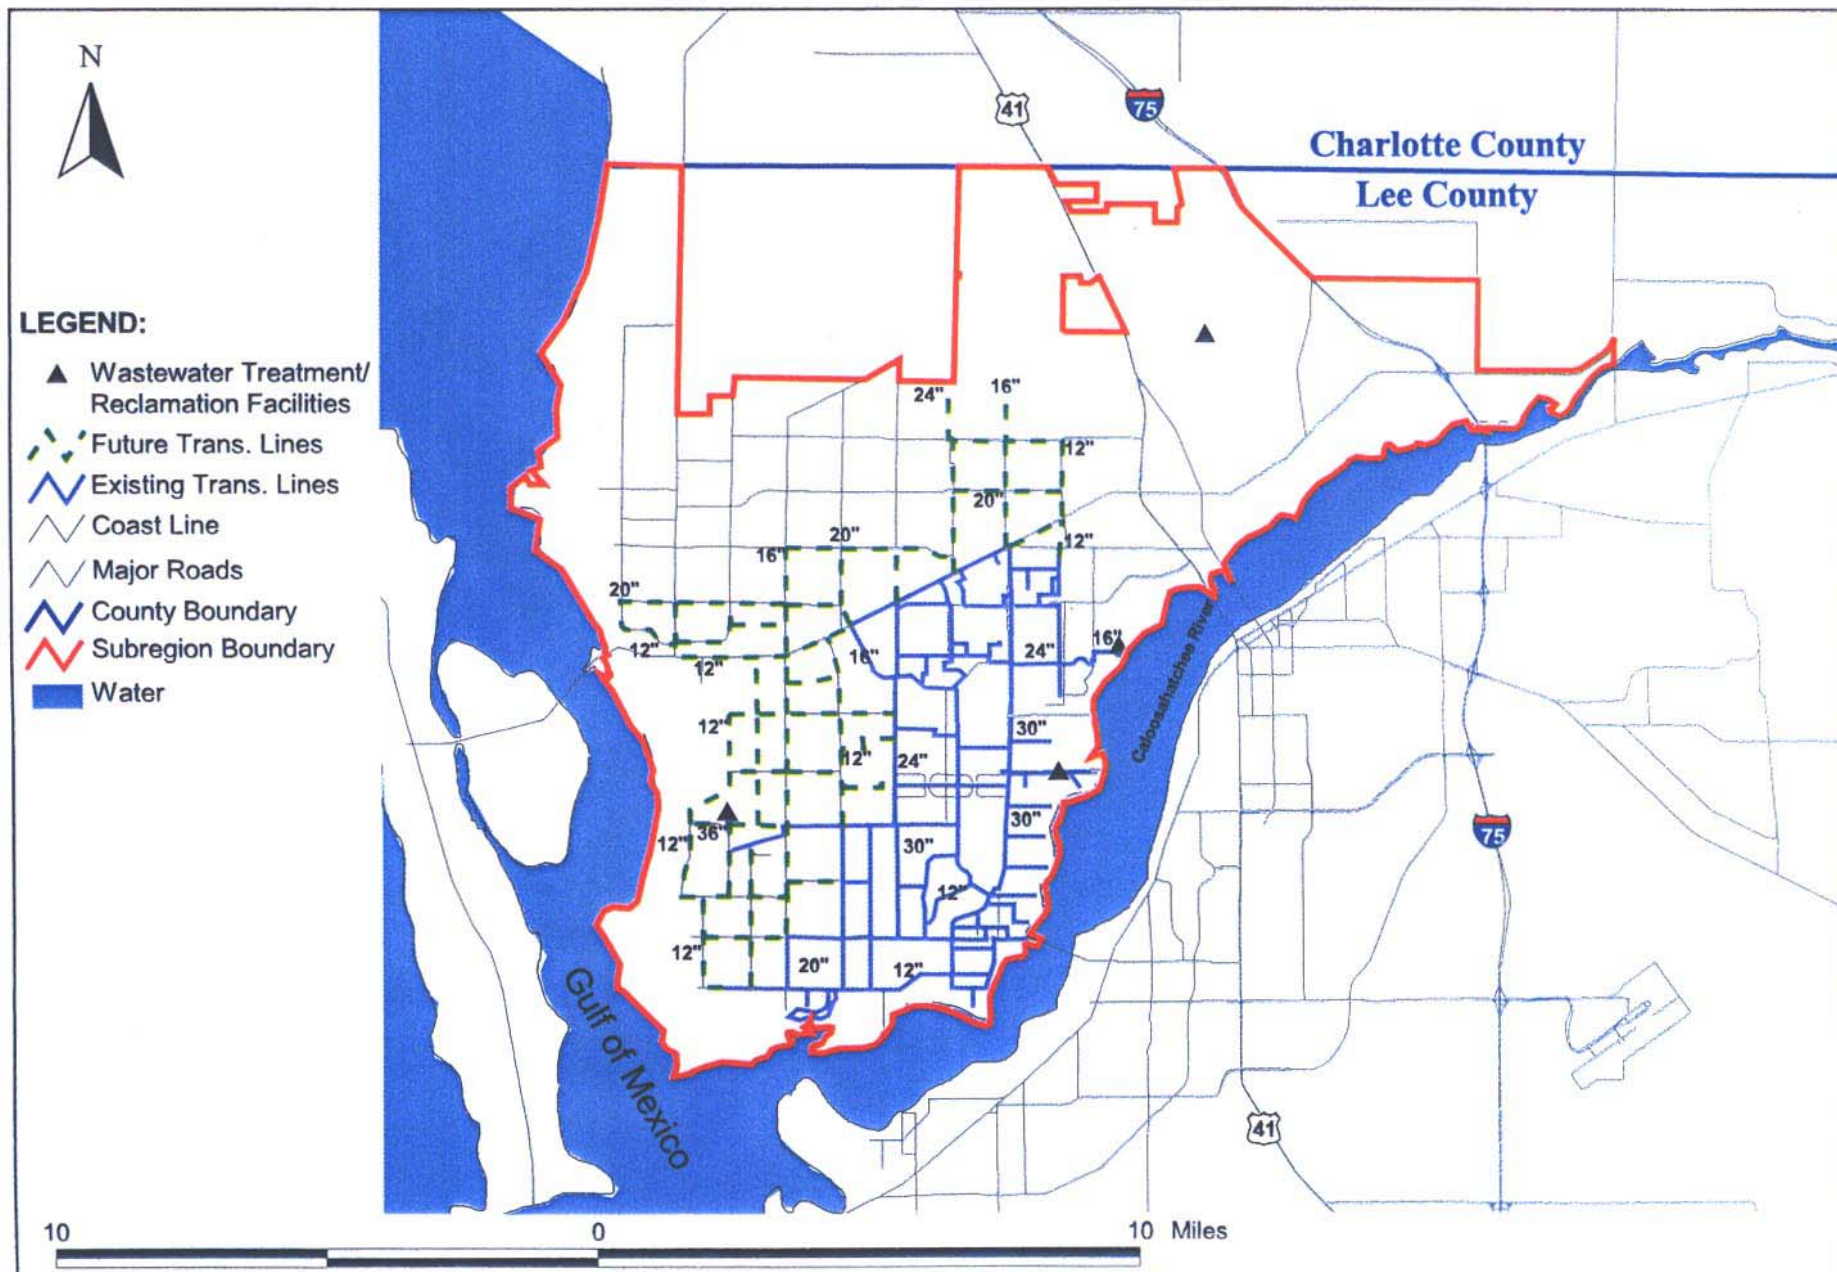 N
41
75
Charlotte County
Lee County
LEGEND:
Wastewater Treatment/
Reclamation Facilities
Future Trans. Lines
Existing Trans. Lines
Coast Line
Major Roads
County Boundary
Subregion Boundary
Water
24"
16"
12"
20"
20"
16"
12"
20"
12"
12"
16"
24"
16"
Caloosahatchee River
12"
30"
12"
24"
36"
12"
30"
30"
12"
75
12"
20"
12"
Gulf of Mexico
41
10
0
10 Miles